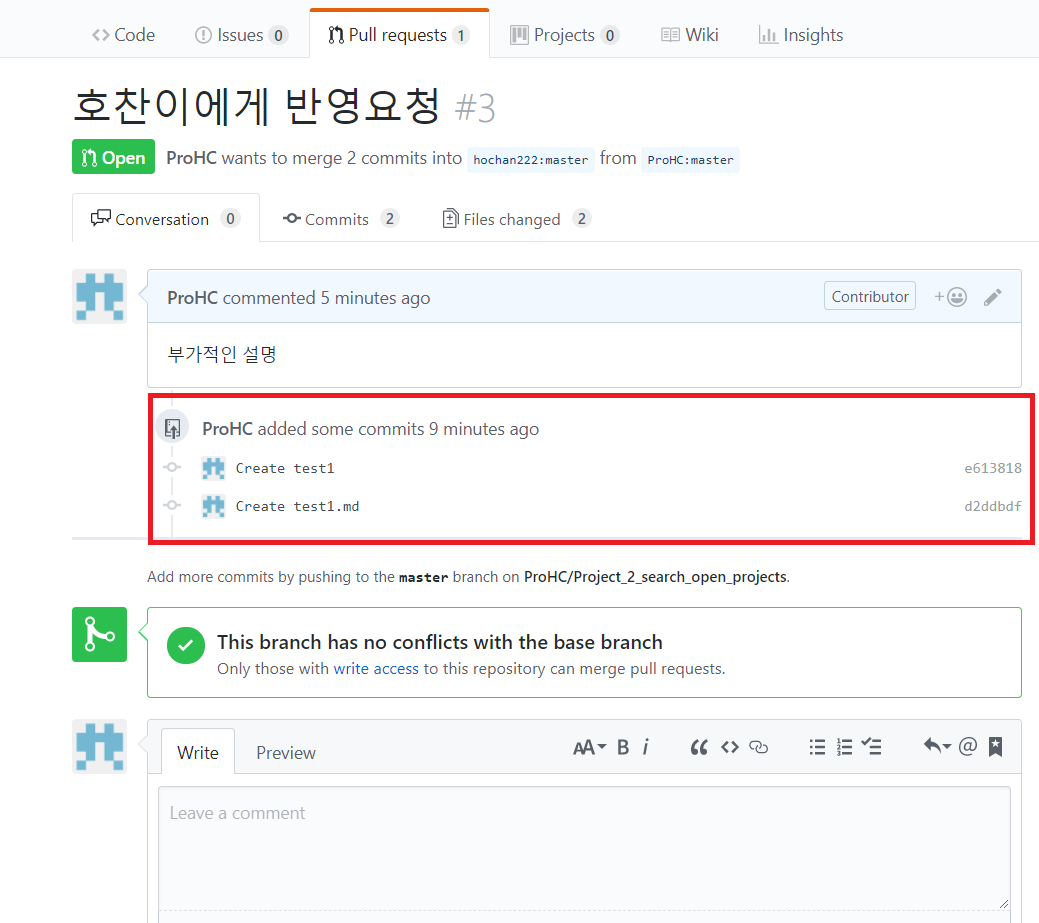 Code Issues 0 Pull requests 1 Projects 0 Wiki Insights
호찬이에게 반영요청 #3
Open ProHC wants to merge 2 commits into hochan222:master from ProHC:master
Conversation 0 Commits 2 Files changed 2
ProHC commented 5 minutes ago Contributor +
부가적인 설명
ProHC added some commits 9 minutes ago
Create test1 e613818
Create test1.md d2ddbdf
Add more commits by pushing to the master branch on ProHC/Project_2_search_open_projects.
This branch has no conflicts with the base branch
Only those with write access to this repository can merge pull requests.
Write Preview AA B i “ <> @
Leave a comment